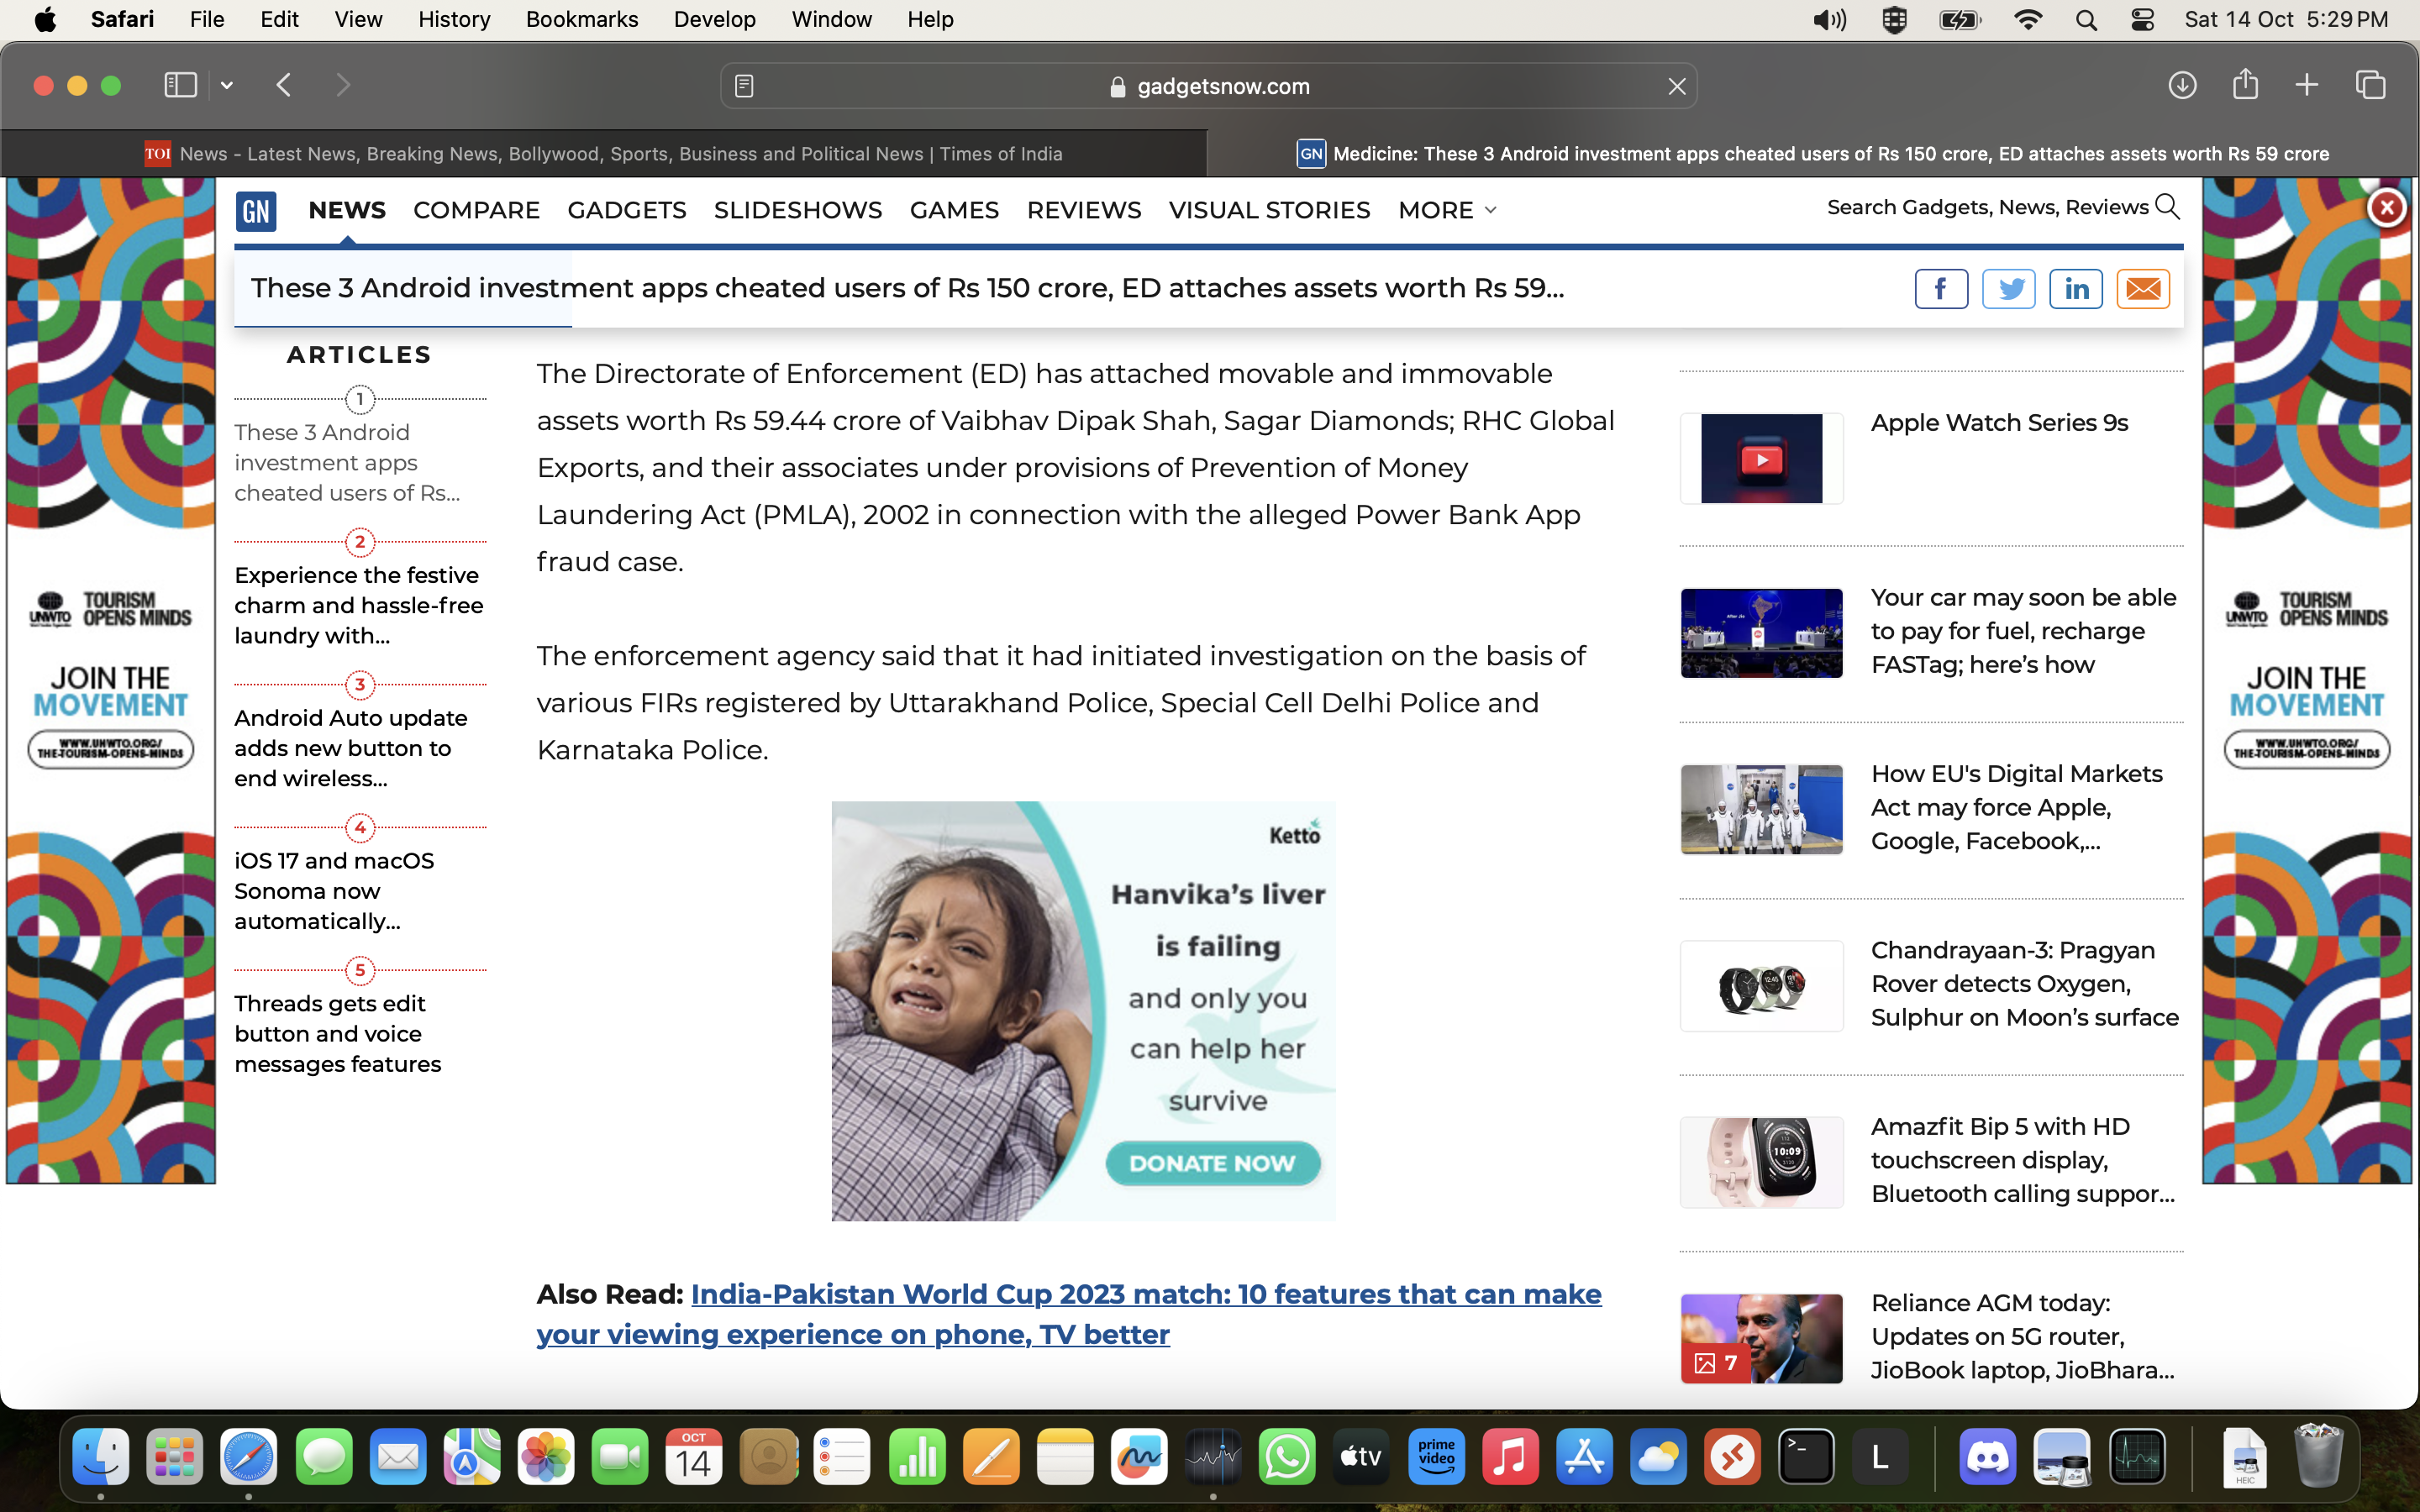 Safari File Edit View History Bookmarks Develop Window Help Sat 14 Oct 5:29 PM
gadgetsnow.com
TOI News - Latest News, Breaking News, Bollywood, Sports, Business and Political News | Times of India
GN Medicine: These 3 Android investment apps cheated users of Rs 150 crore, ED attaches assets worth Rs 59 crore
GN NEWS COMPARE GADGETS SLIDESHOWS GAMES REVIEWS VISUAL STORIES MORE
Search Gadgets, News, Reviews
These 3 Android investment apps cheated users of Rs 150 crore, ED attaches assets worth Rs 59...
f in
ARTICLES
1
These 3 Android
investment apps
cheated users of Rs...
2
Experience the festive
charm and hassle-free
laundry with...
3
Android Auto update
adds new button to
end wireless...
4
iOS 17 and macOS
Sonoma now
automatically...
5
Threads gets edit
button and voice
messages features
The Directorate of Enforcement (ED) has attached movable and immovable
assets worth Rs 59.44 crore of Vaibhav Dipak Shah, Sagar Diamonds; RHC Global
Exports, and their associates under provisions of Prevention of Money
Laundering Act (PMLA), 2002 in connection with the alleged Power Bank App
fraud case.
The enforcement agency said that it had initiated investigation on the basis of
various FIRs registered by Uttarakhand Police, Special Cell Delhi Police and
Karnataka Police.
Ketto
Hanvika's liver
is failing
and only you
can help her
survive
DONATE NOW
Also Read: India-Pakistan World Cup 2023 match: 10 features that can make
your viewing experience on phone, TV better
Apple Watch Series 9s
Your car may soon be able
to pay for fuel, recharge
FASTag; here's how
How EU's Digital Markets
Act may force Apple,
Google, Facebook,...
Chandrayaan-3: Pragyan
Rover detects Oxygen,
Sulphur on Moon's surface
10:09
Amazfit Bip 5 with HD
touchscreen display,
Bluetooth calling suppor...
7
Reliance AGM today:
Updates on 5G router,
JioBook laptop, JioBhara...
UNWTO
TOURISM
OPENS MINDS
JOIN THE
MOVEMENT
WWW.UNWTO.ORG/
THE-TOURISM-OPENS-MINDS
UNWTO
TOURISM
OPENS MINDS
JOIN THE
MOVEMENT
WWW.UNWTO.ORG/
THE-TOURISM-OPENS-MINDS
OCT
14
tv
prime
video
L
HEIC